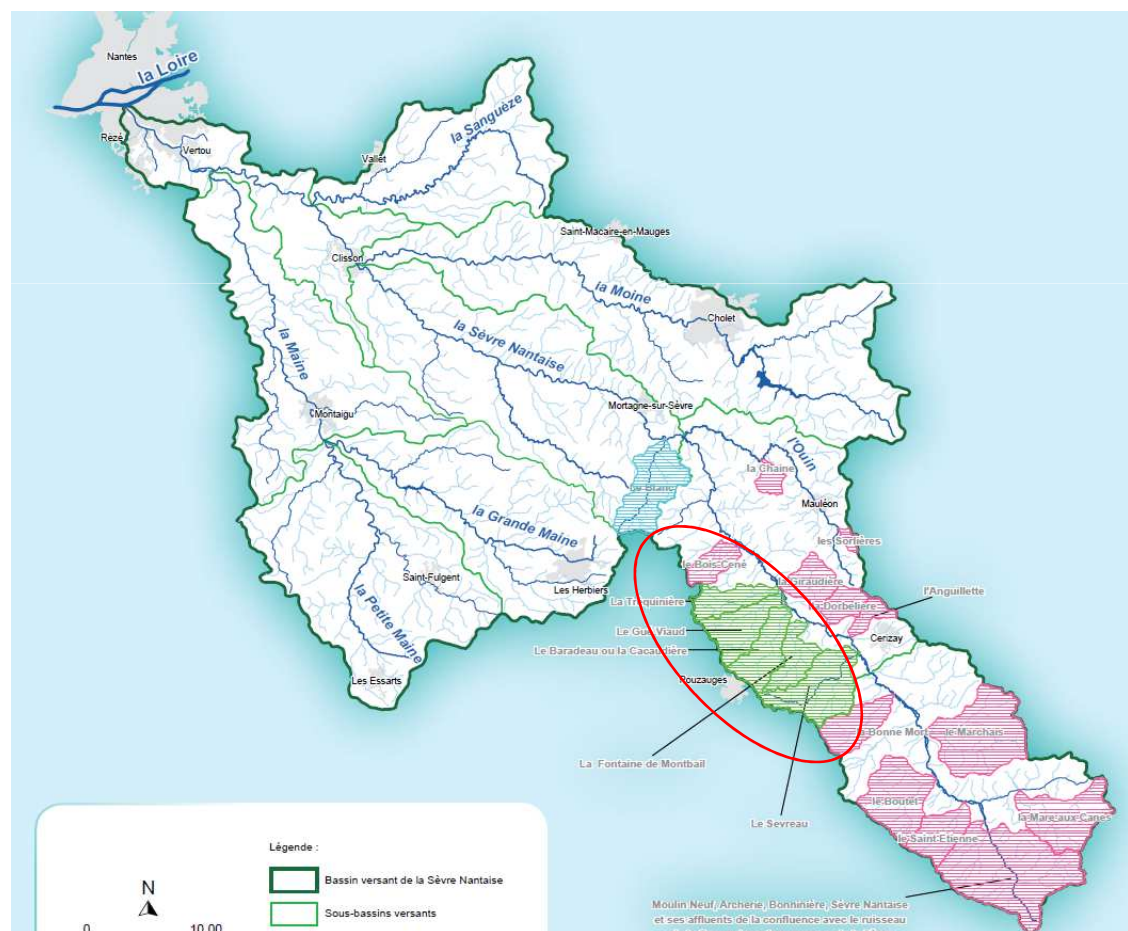 Nantes
la Loire
Rezé
Vertou
la Sanguèze
Vallet
Saint-Macaire-en-Mauges
Clisson
la Moine
Cholet
la Sèvre Nantaise
la Maine
Mortagne-sur-Sèvre
Montaigu
l'Ouin
la Chaine
le Blanc
Mauléon
la Grande Maine
les Sorlières
le Bois Cené
la Giraudière
Saint-Fulgent
Les Herbiers
l'Anguillette
La Trequinière
la Dorbelière
la Petite Maine
Le Gué Viaud
Cerizay
Le Baradeau ou la Cacaudière
Les Essarts
Pouzauges
la Bonne Mort
le Marchais
La Fontaine de Montbail
le Boutet
la Mare aux Canes
Le Sevreau
le Saint Etienne
Légende :
Bassin versant de la Sèvre Nantaise
N
Sous-bassins versants
Moulin Neuf, Archerie, Bonninière, Sèvre Nantaise
et ses affluents de la confluence avec le ruisseau
0 10,00